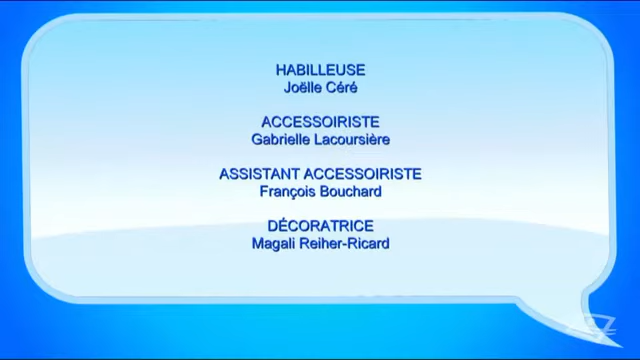 HABILLEUSE
Joëlle Céré
ACCESSOIRISTE
Gabrielle Lacoursière
ASSISTANT ACCESSOIRISTE
François Bouchard
DÉCORATRICE
Magali Reiher-Ricard